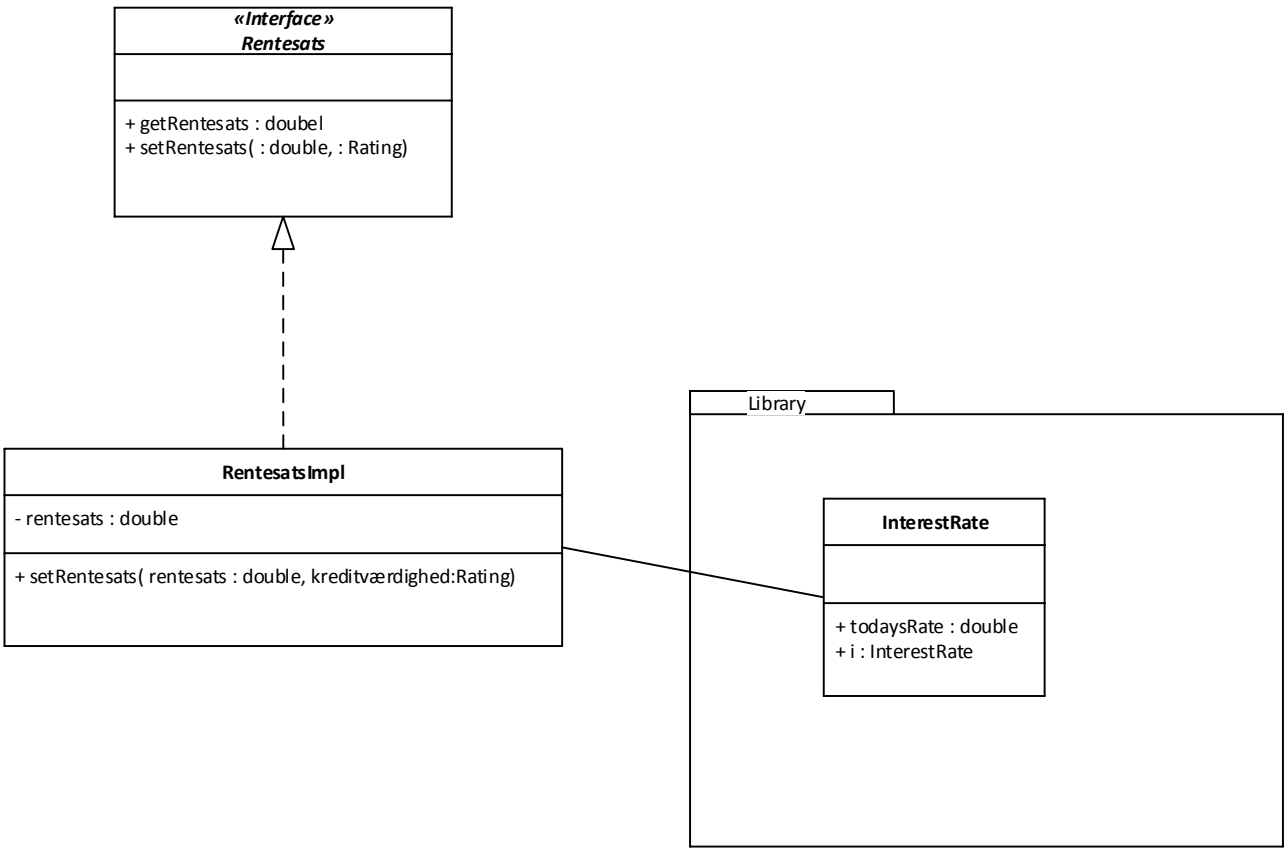 «Interface»
Rentesats
+ getRentesats : doubel
+ setRentesats( : double, : Rating)
RentesatsImpl
- rentesats : double
+ setRentesats( rentesats : double, kreditværdighed:Rating)
Library
InterestRate
+ todaysRate : double
+ i : InterestRate